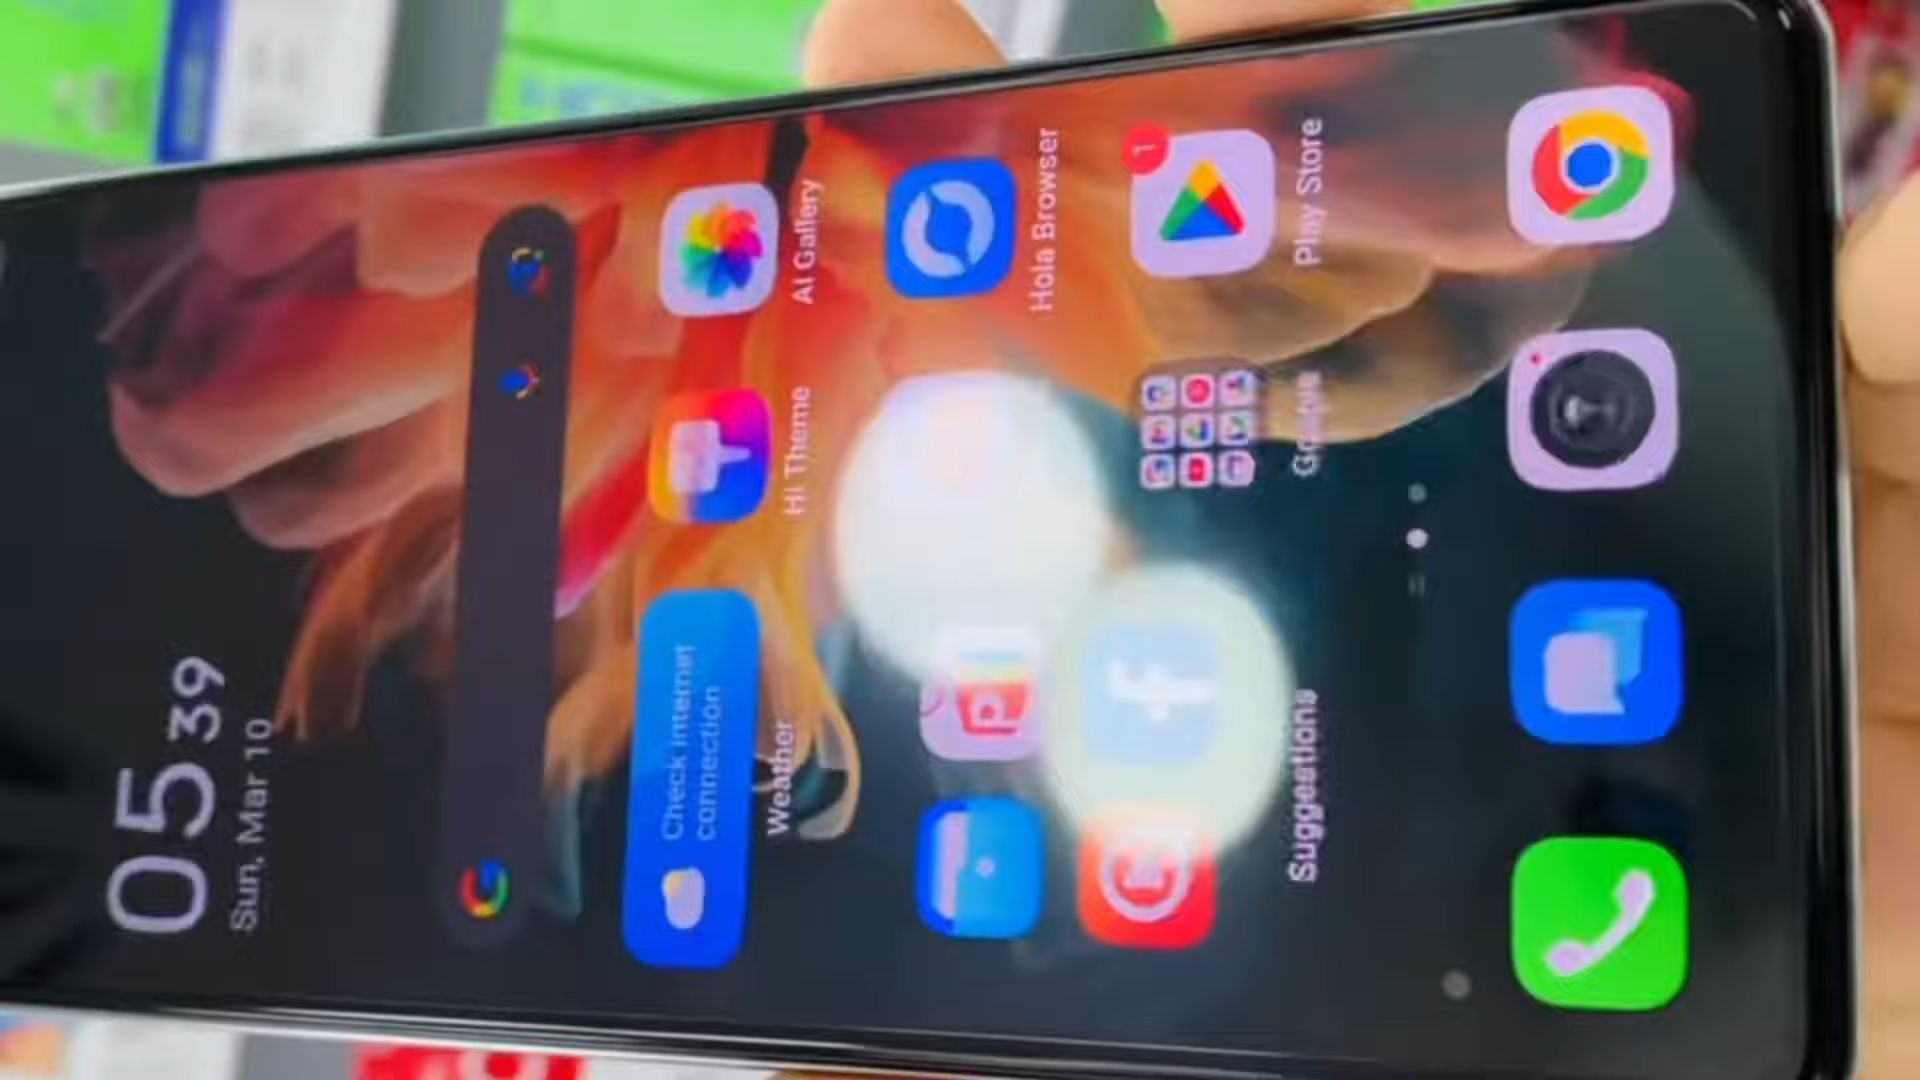 05 39
Sun, Mar 10
Check internet
connection
Weather
Hi Theme
AI Gallery
Hola Browser
Suggestions
Google
1
Play Store